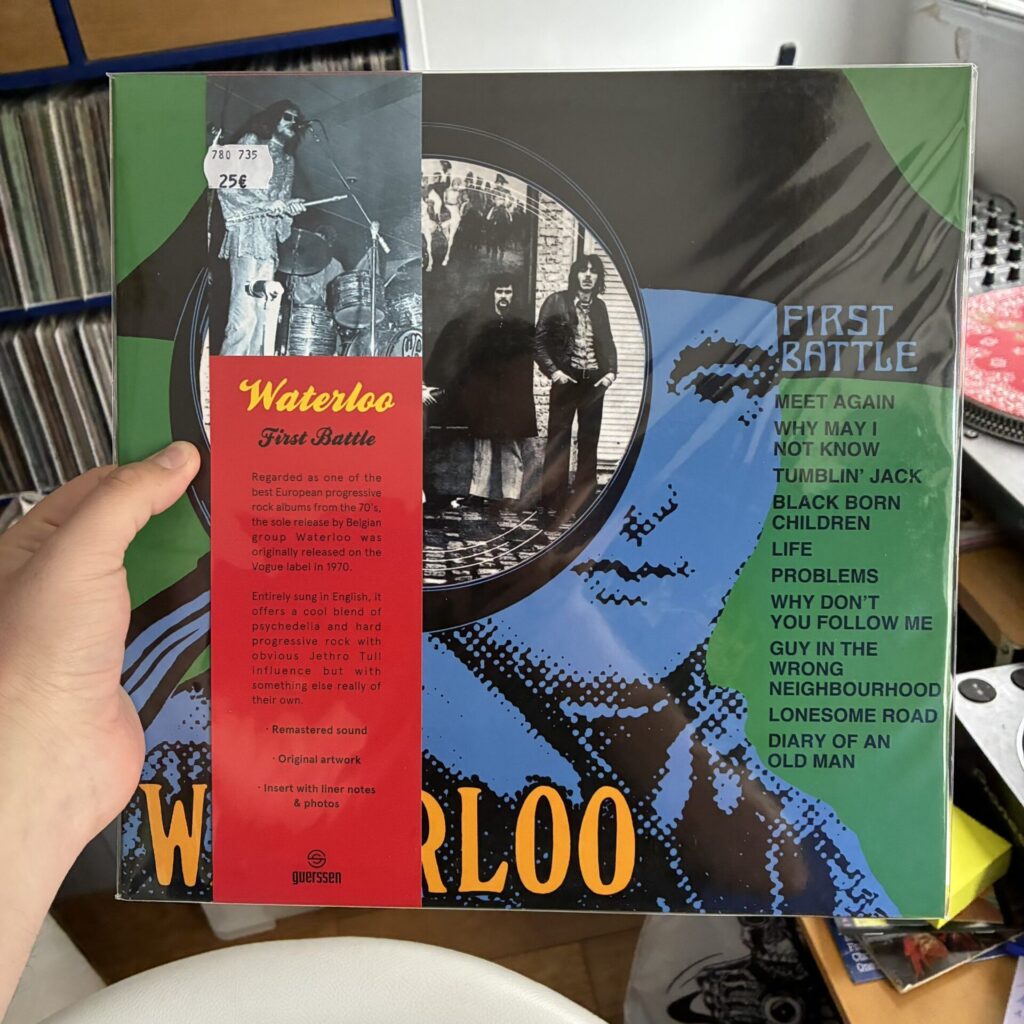 780 735
25€
Waterloo
First Battle
Regarded as one of the
best European progressive
rock albums from the 70's,
the sole release by Belgian
group Waterloo was
originally released on the
Vogue label in 1970.
Entirely sung in English, it
offers a cool blend of
psychedelia and hard
progressive rock with
obvious Jethro Tull
influence but with
something else really of
their own.
· Remastered sound
· Original artwork
· Insert with liner notes
& photos
guerssen
FIRST
BATTLE
MEET AGAIN
WHY MAY I
NOT KNOW
TUMBLIN' JACK
BLACK BORN
CHILDREN
LIFE
PROBLEMS
WHY DON'T
YOU FOLLOW ME
GUY IN THE
WRONG
NEIGHBOURHOOD
LONESOME ROAD
DIARY OF AN
OLD MAN
W RLOO